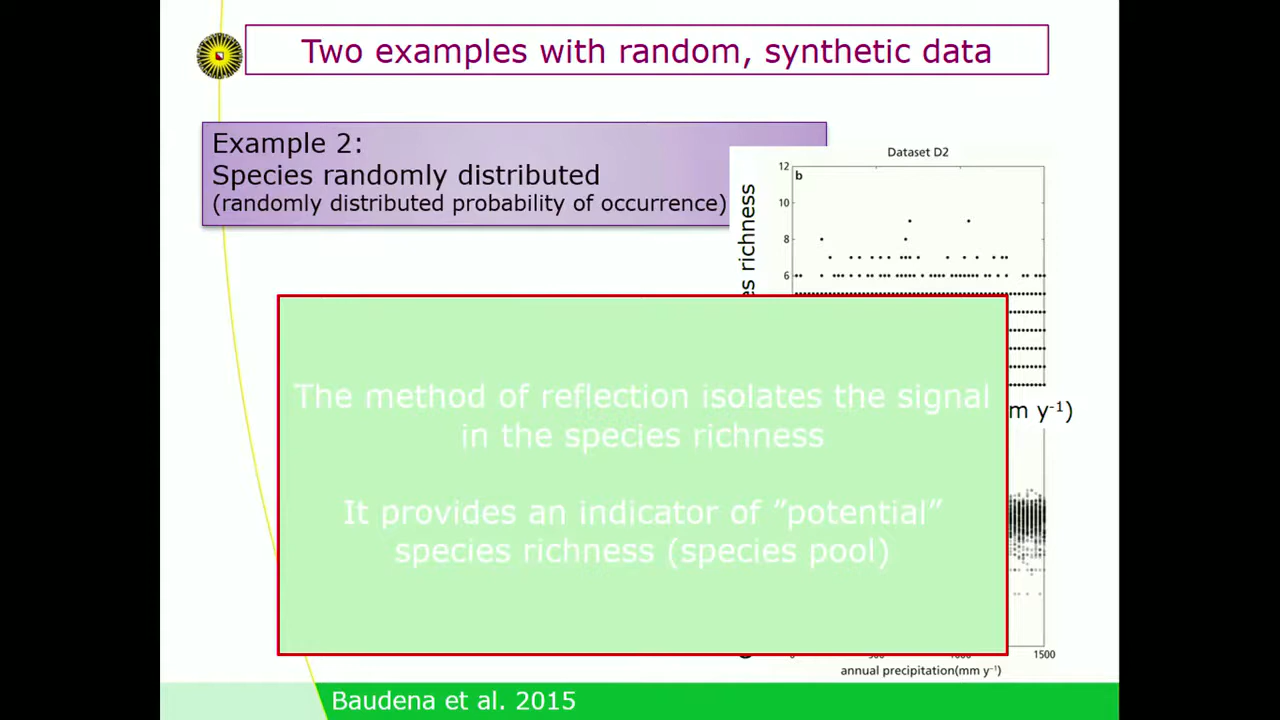 Two examples with random, synthetic data
Example 2:
Species randomly distributed
(randomly distributed probability of occurrence)
Dataset D2
12
b
10
8
6
richness
The method of reflection isolates the signal
in the species richness
It provides an indicator of ”potential”
species richness (species pool)
y⁻¹)
1500
annual precipitation(mm y⁻¹)
Baudena et al. 2015